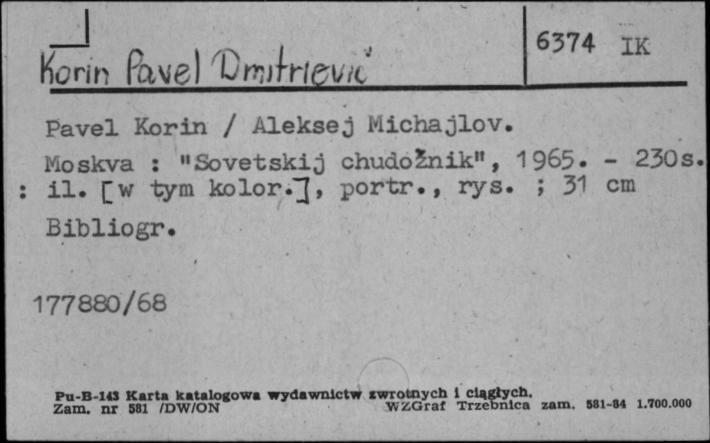 6374 IK
Korin Pavel Dmitrievič
Pavel Korin / Aleksej Michajlov.
Moskva : "Sovetskij chudožnik", 1965. - 230s.
: il. [w tym kolor.], portr., rys. ; 31 cm
Bibliogr.
177880/68
Pu-B-143 Karta katalogowa wydawnictw zwrotnych i ciągłych.
Zam. nr 581 /DW/ON WZGraf Trzebnica zam. 581-84 1.700.000